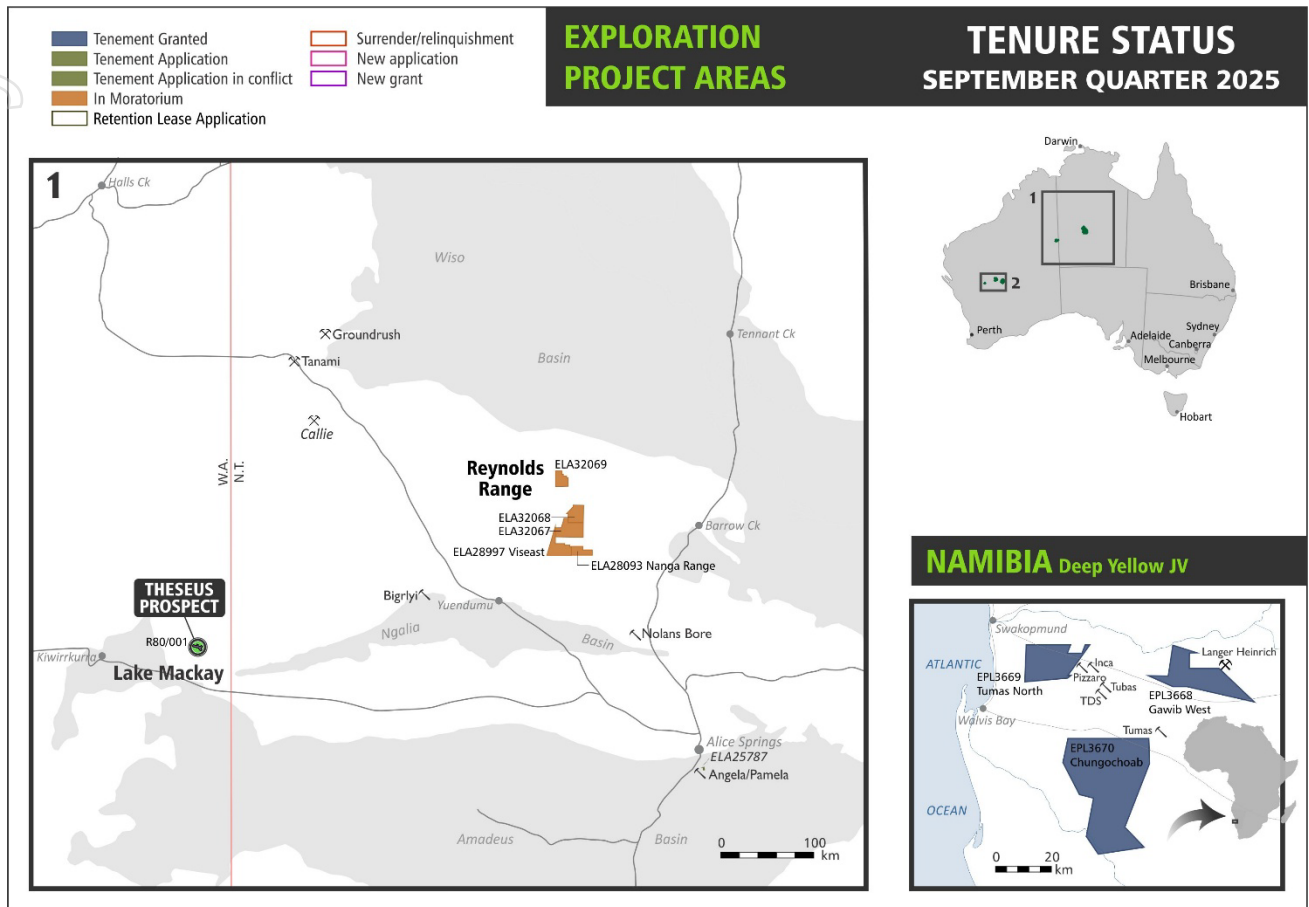 Tenement Granted
Tenement Application
Tenement Application in conflict
In Moratorium
Retention Lease Application
Surrender/relinquishment
New application
New grant
EXPLORATION
PROJECT AREAS
TENURE STATUS
SEPTEMBER QUARTER 2025
1
Halls Ck
Wiso
Groundrush
Tanami
Basin
Tennant Ck
Callie
W.A.
N.T.
Reynolds
Range
ELA32069
ELA32068
ELA32067
ELA28997 Viseast
ELA28093 Nanga Range
Barrow Ck
THESEUS
PROSPECT
R80/001
Kiwirrkurra
Lake Mackay
Bigrlyi
Yuendumu
Ngalia
Basin
Nolans Bore
Alice Springs
ELA25787
Angela/Pamela
Amadeus
Basin
0 100
km
Darwin
1
2
Brisbane
Perth
Adelaide
Sydney
Canberra
Melbourne
Hobart
NAMIBIA Deep Yellow JV
Swakopmund
ATLANTIC
Langer Heinrich
EPL3669
Tumas North
Inca
Pizzaro
Tubas
TDS
EPL3668
Gawib West
Walvis Bay
Tumas
EPL3670
Chungochoab
OCEAN
0 20
km